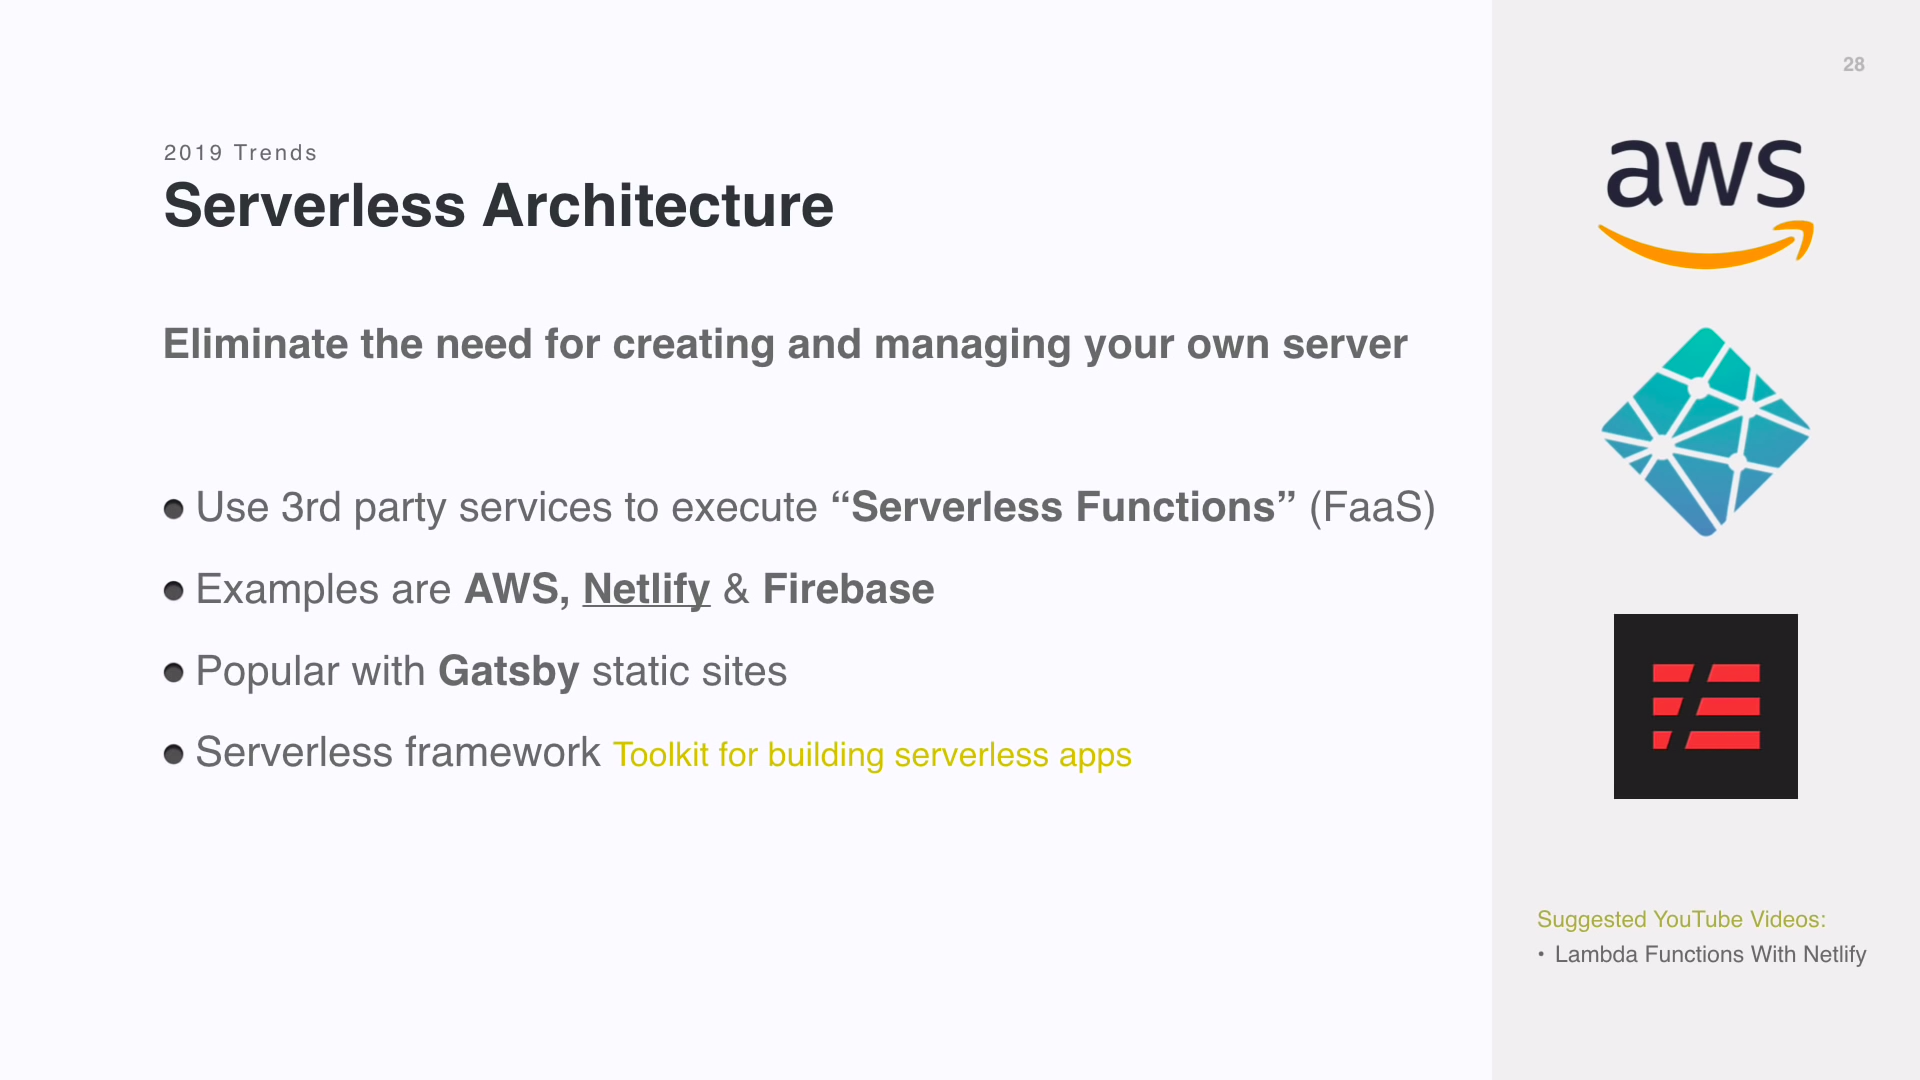 28
2019 Trends
Serverless Architecture
Eliminate the need for creating and managing your own server
● Use 3rd party services to execute “Serverless Functions” (FaaS)
● Examples are AWS, Netlify & Firebase
● Popular with Gatsby static sites
● Serverless framework Toolkit for building serverless apps
aws
Suggested YouTube Videos:
• Lambda Functions With Netlify